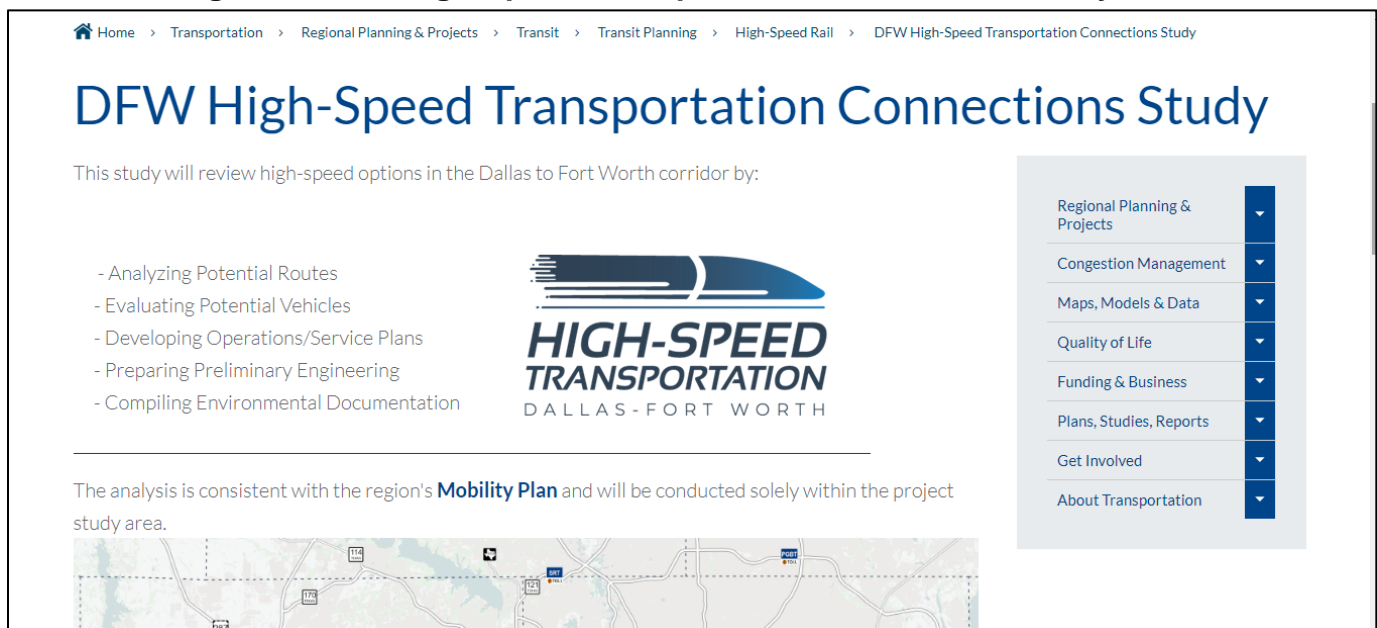 Home › Transportation › Regional Planning & Projects › Transit › Transit Planning › High-Speed Rail › DFW High-Speed Transportation Connections Study
DFW High-Speed Transportation Connections Study
This study will review high-speed options in the Dallas to Fort Worth corridor by:
- Analyzing Potential Routes
- Evaluating Potential Vehicles
- Developing Operations/Service Plans
- Preparing Preliminary Engineering
- Compiling Environmental Documentation
HIGH-SPEED
TRANSPORTATION
DALLAS-FORT WORTH
The analysis is consistent with the region's Mobility Plan and will be conducted solely within the project
study area.
Regional Planning &
Projects
Congestion Management
Maps, Models & Data
Quality of Life
Funding & Business
Plans, Studies, Reports
Get Involved
About Transportation
114
SRT
TOLL
PGBT
TOLL
121
170